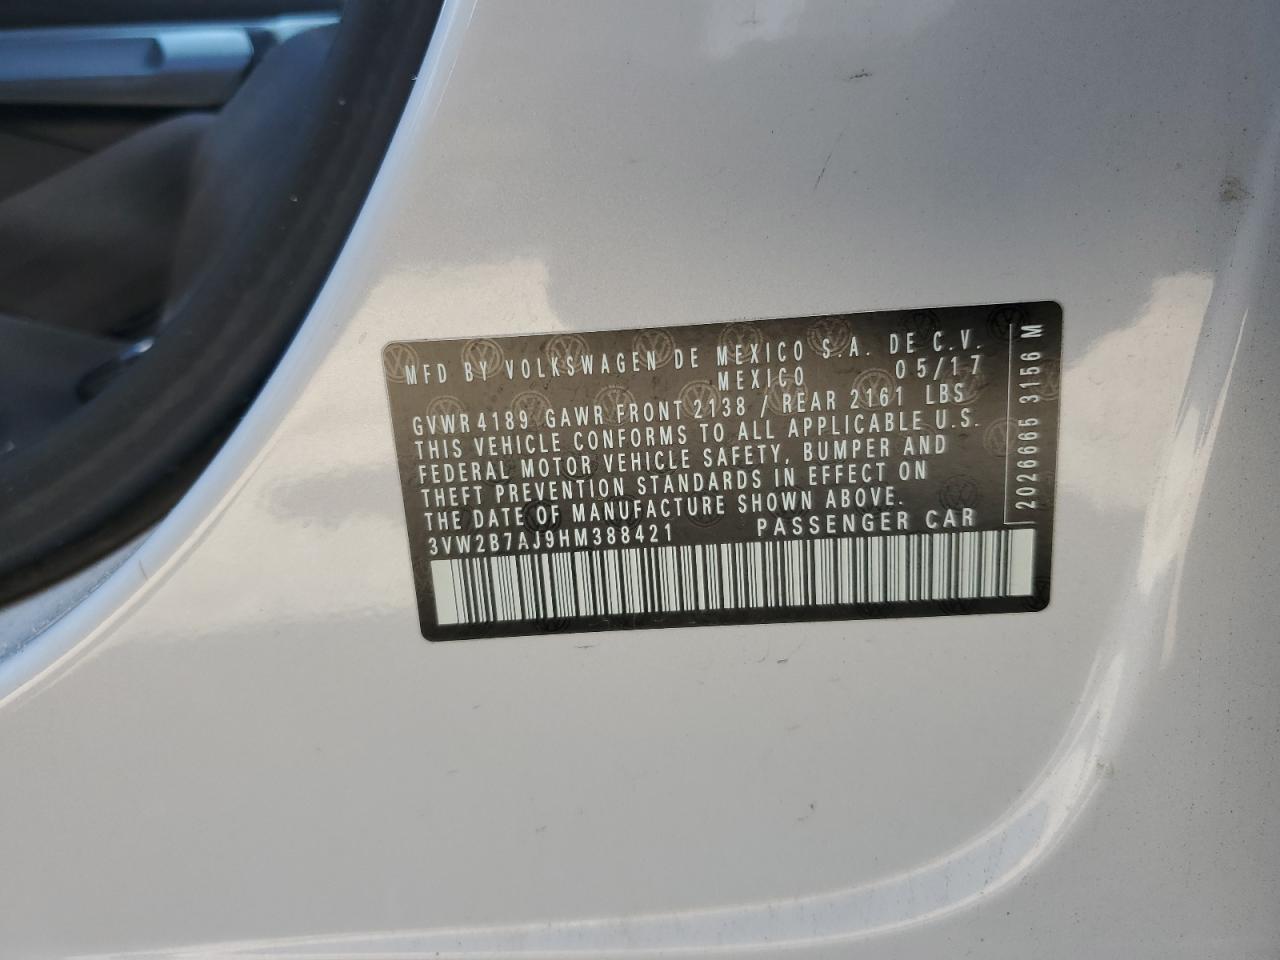 MFD BY VOLKSWAGEN DE MEXICO S.A. DE C.V.
MEXICO 05/17
GVWR 4189 GAWR FRONT 2138 / REAR 2161 LBS
THIS VEHICLE CONFORMS TO ALL APPLICABLE U.S.
FEDERAL MOTOR VEHICLE SAFETY, BUMPER AND
THEFT PREVENTION STANDARDS IN EFFECT ON
THE DATE OF MANUFACTURE SHOWN ABOVE.
3VW2B7AJ9HM388421 PASSENGER CAR
2026665 3156 M